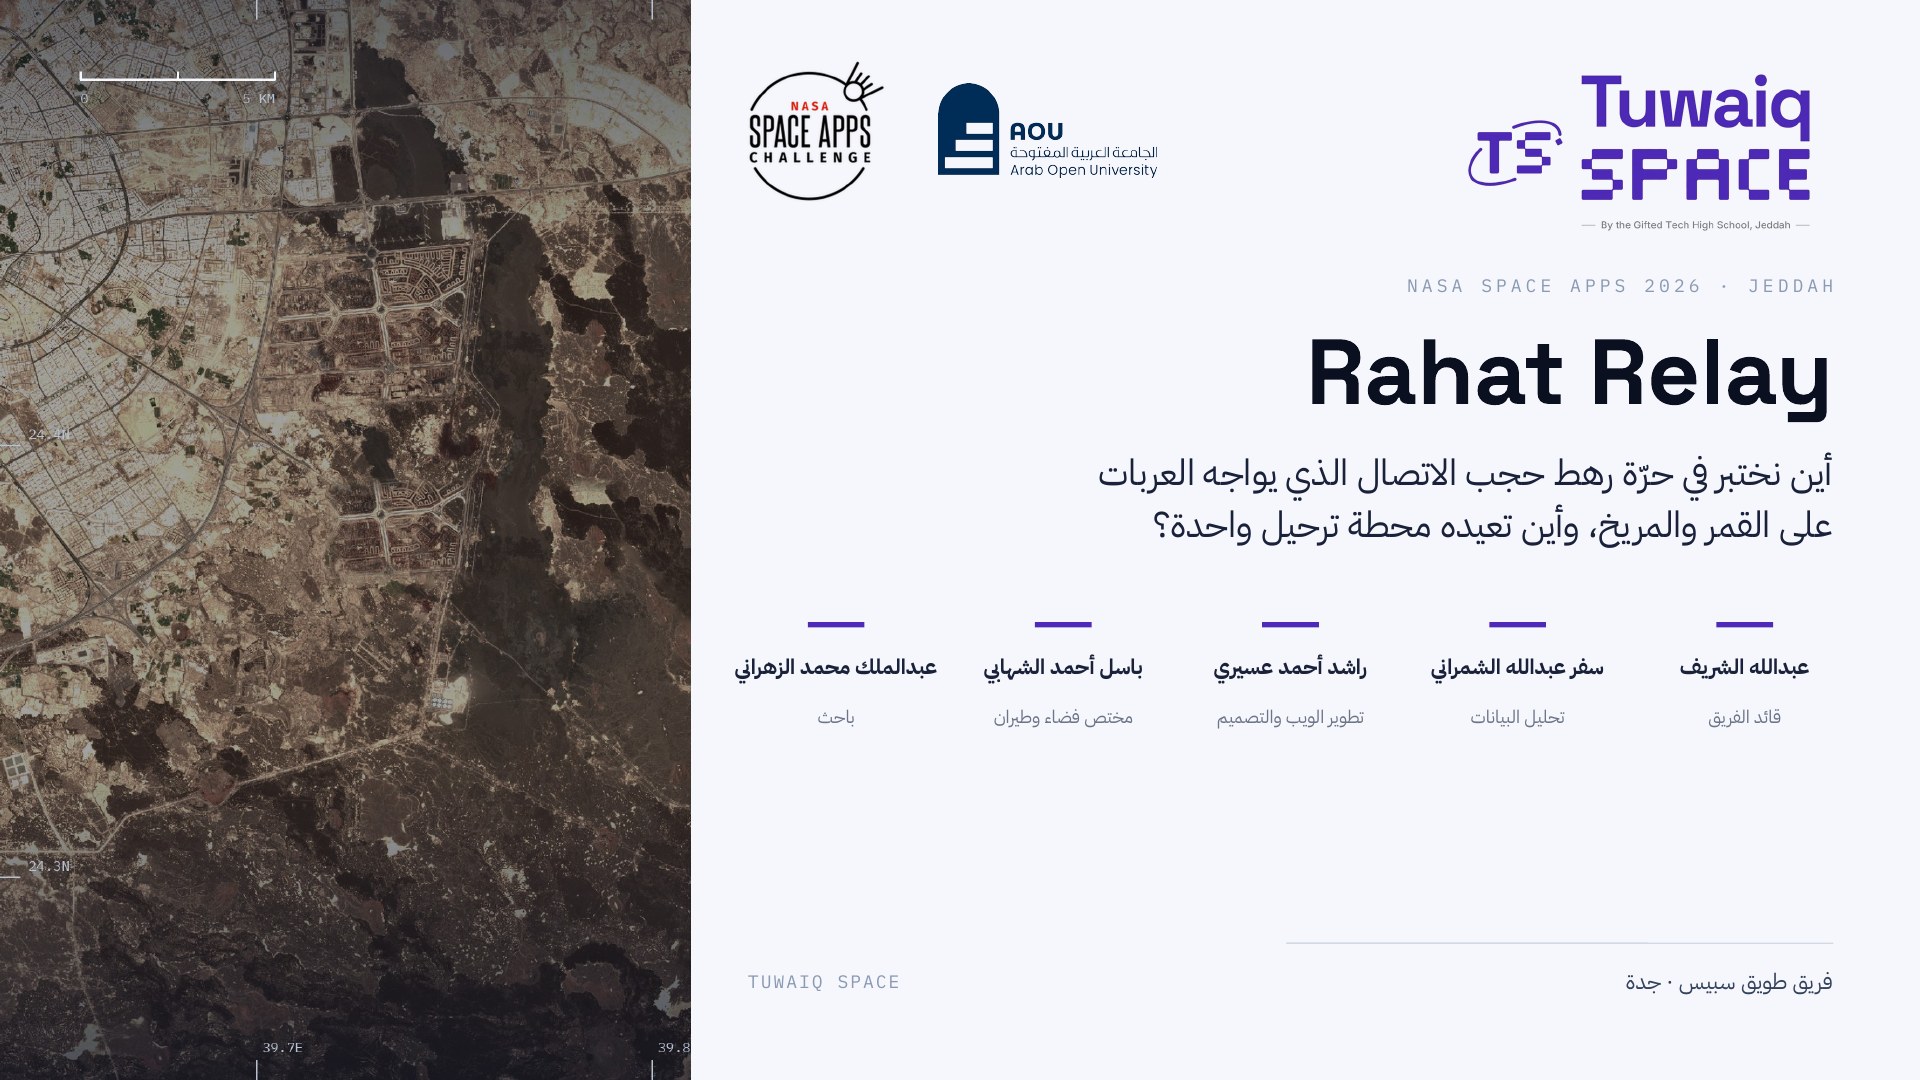 0
5 KM
24.4N
24.3N
39.7E
39.8
NASA
SPACE APPS
CHALLENGE
AOU
الجامعة العربية المفتوحة
Arab Open University
TS
Tuwaiq
SPACE
By the Gifted Tech High School, Jeddah
NASA SPACE APPS 2026 · JEDDAH
Rahat Relay
أين نختبر في حرّة رهط حجب الاتصال الذي يواجه العربات
على القمر والمريخ، وأين تعيده محطة ترحيل واحدة؟
عبدالله الشريف
قائد الفريق
سفر عبدالله الشمراني
تحليل البيانات
راشد أحمد عسيري
تطوير الويب والتصميم
باسل أحمد الشهابي
مختص فضاء وطيران
عبدالملك محمد الزهراني
باحث
فريق طويق سبيس · جدة
TUWAIQ SPACE